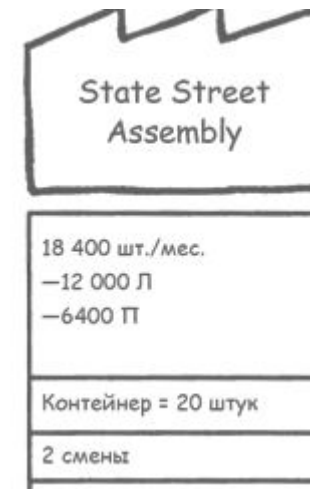 State Street
Assembly
18 400 шт./мес.
—12 000 Л
—6400 П
Контейнер = 20 штук
2 смены